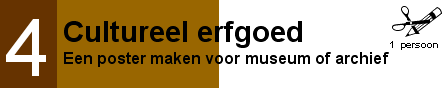 4
Cultureel erfgoed
Een poster maken voor museum of archief
1 persoon